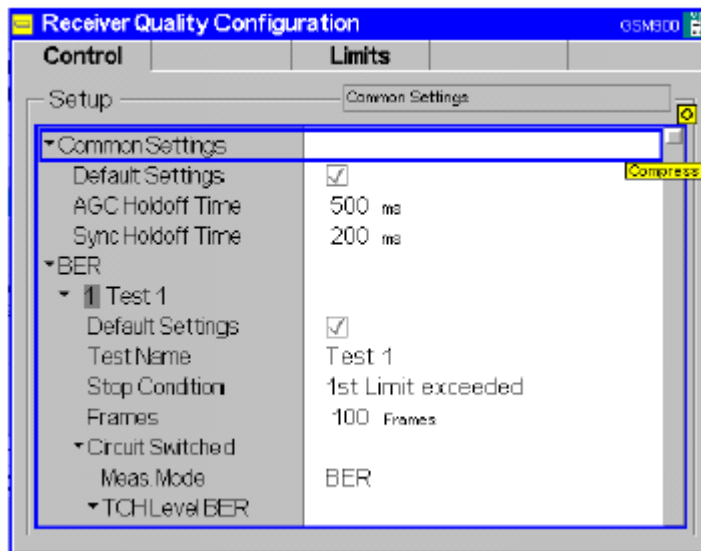 Receiver Quality Configuration GSM900
Control Limits
Setup Common Settings
Common Settings
Compress
Default Settings
AGC Holdoff Time 500 ms
Sync Holdoff Time 200 ms
BER
1 Test 1
Default Settings
Test Name Test 1
Stop Condition 1st Limit exceeded
Frames 100 Frames
Circuit Switched
Meas. Mode BER
TCH Level BER